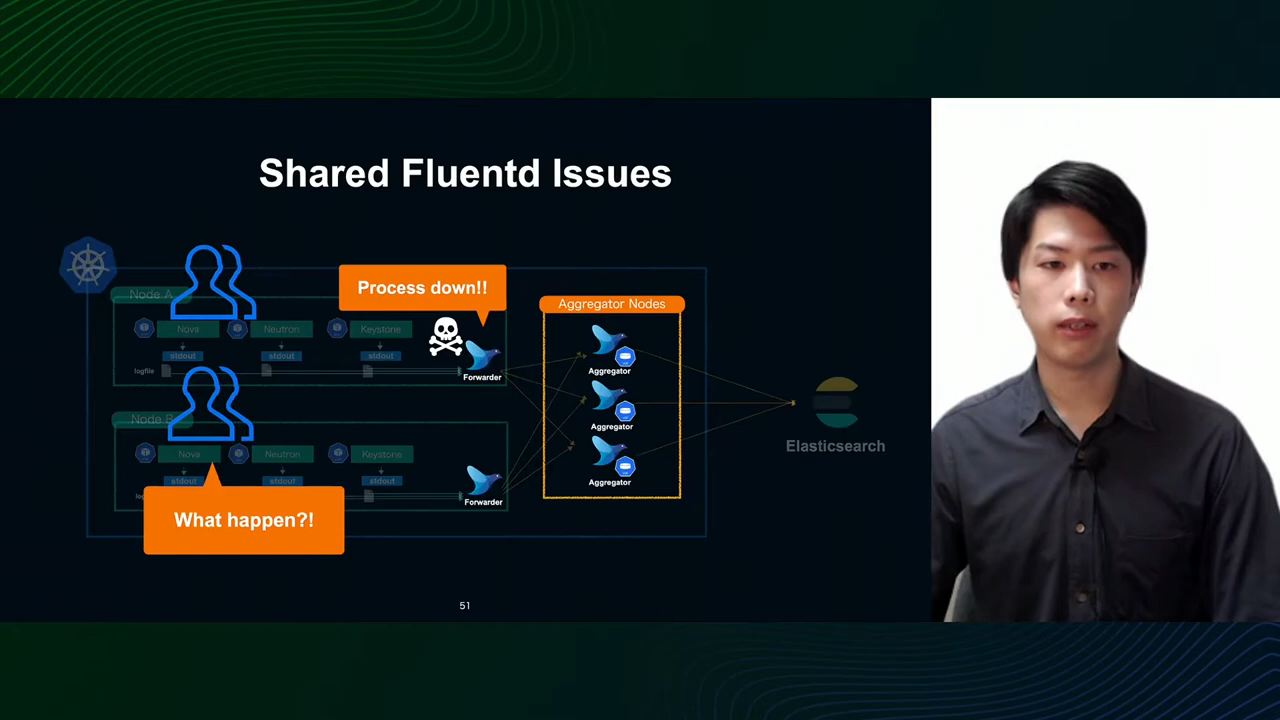 Shared Fluentd Issues
Process down!!
Node A
Aggregator Nodes
Nova
Neutron
Keystone
stdout
stdout
stdout
logfile
Forwarder
Aggregator
Aggregator
Aggregator
Elasticsearch
Node B
Nova
Neutron
Keystone
stdout
stdout
stdout
Forwarder
What happen?!
51